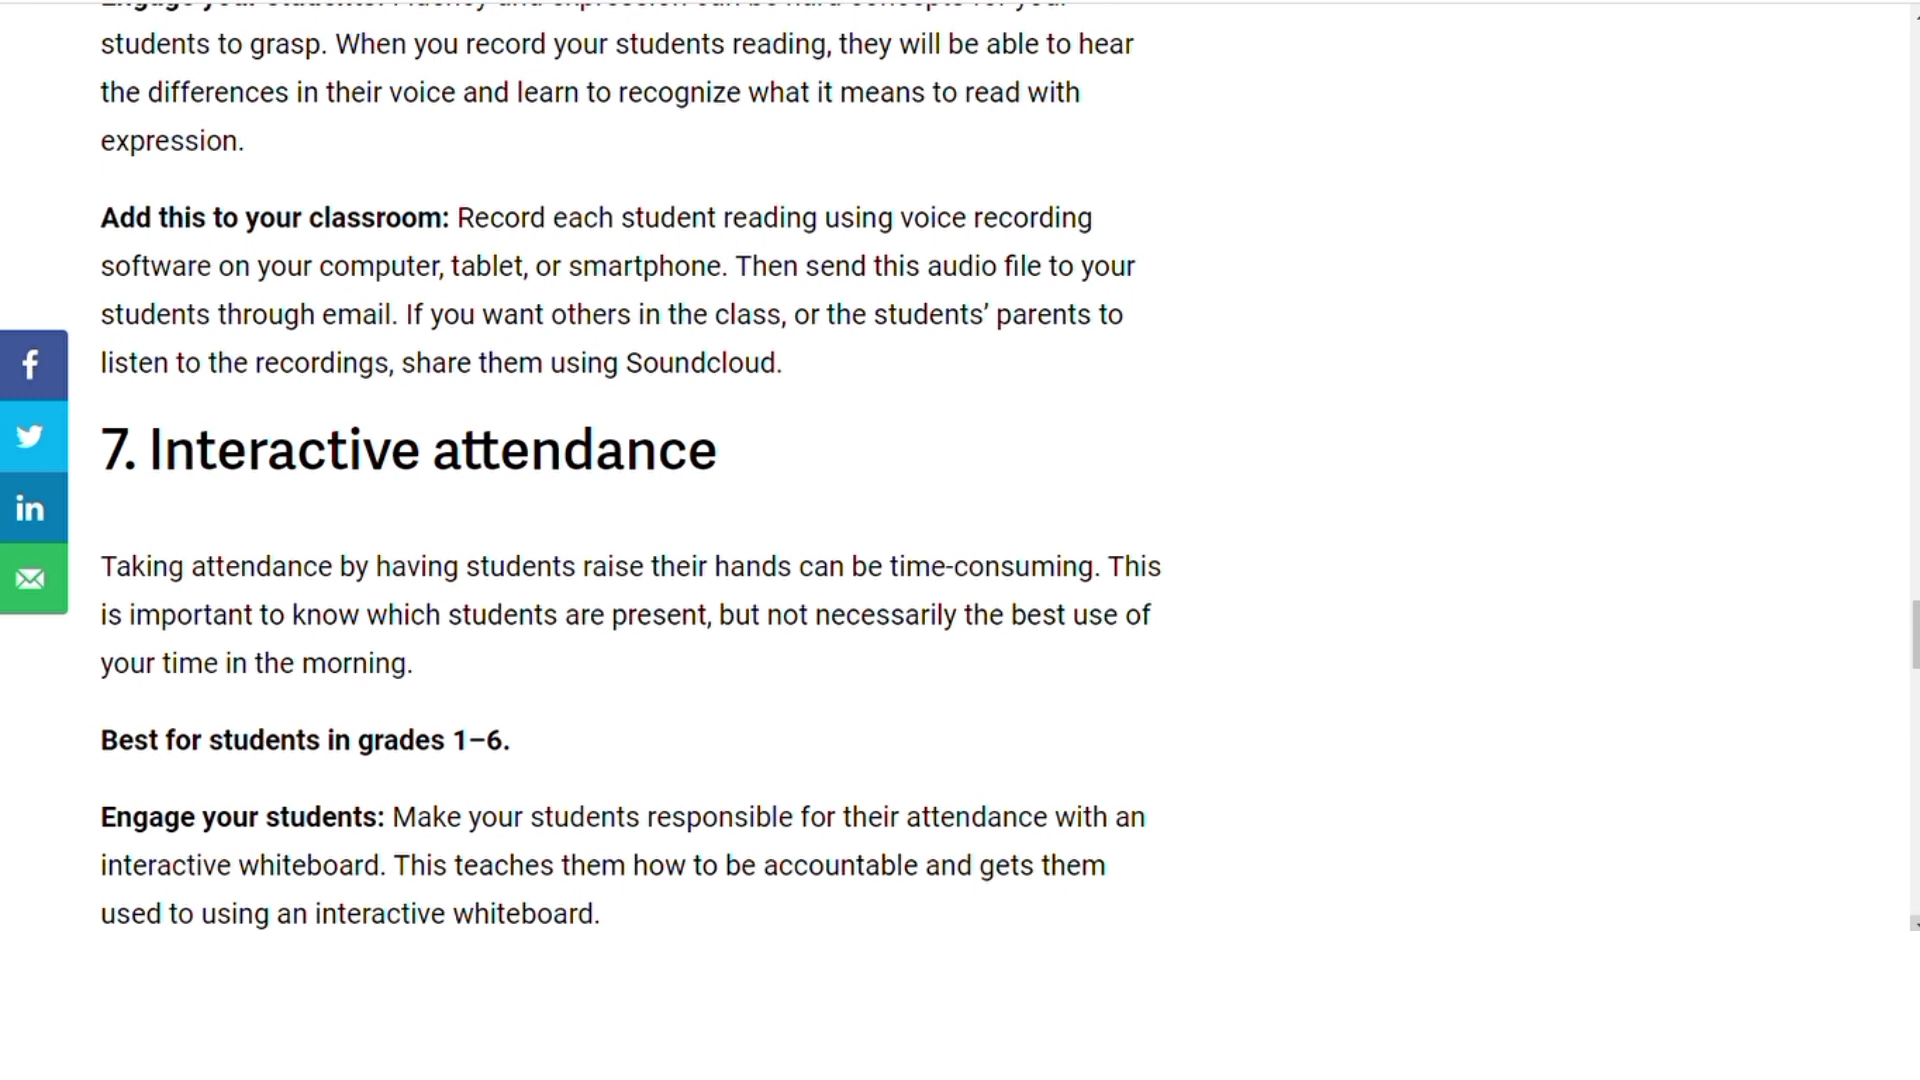 students to grasp. When you record your students reading, they will be able to hear
the differences in their voice and learn to recognize what it means to read with
expression.
Add this to your classroom: Record each student reading using voice recording
software on your computer, tablet, or smartphone. Then send this audio file to your
students through email. If you want others in the class, or the students’ parents to
listen to the recordings, share them using Soundcloud.
7. Interactive attendance
Taking attendance by having students raise their hands can be time-consuming. This
is important to know which students are present, but not necessarily the best use of
your time in the morning.
Best for students in grades 1–6.
Engage your students: Make your students responsible for their attendance with an
interactive whiteboard. This teaches them how to be accountable and gets them
used to using an interactive whiteboard.
f
in